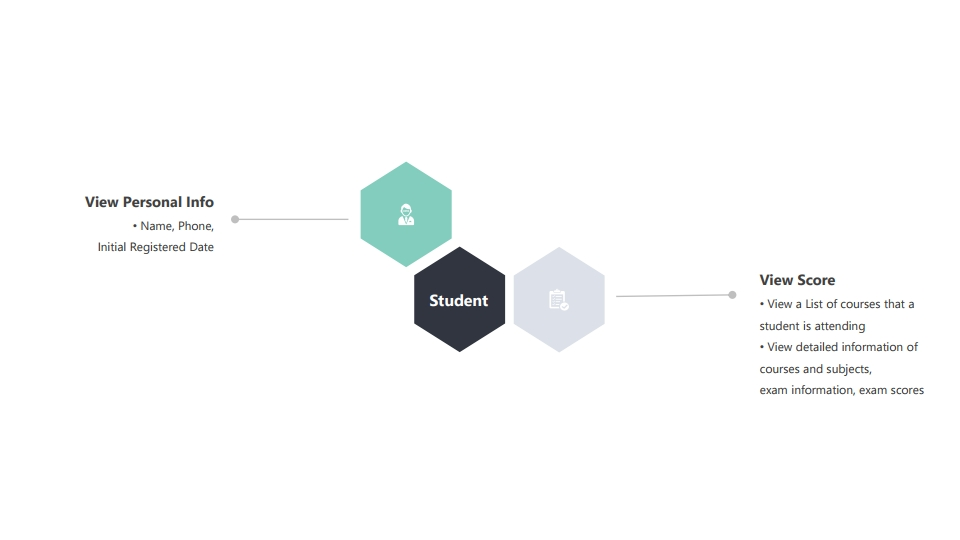 View Personal Info
• Name, Phone,
Initial Registered Date
Student
View Score
• View a List of courses that a
student is attending
• View detailed information of
courses and subjects,
exam information, exam scores